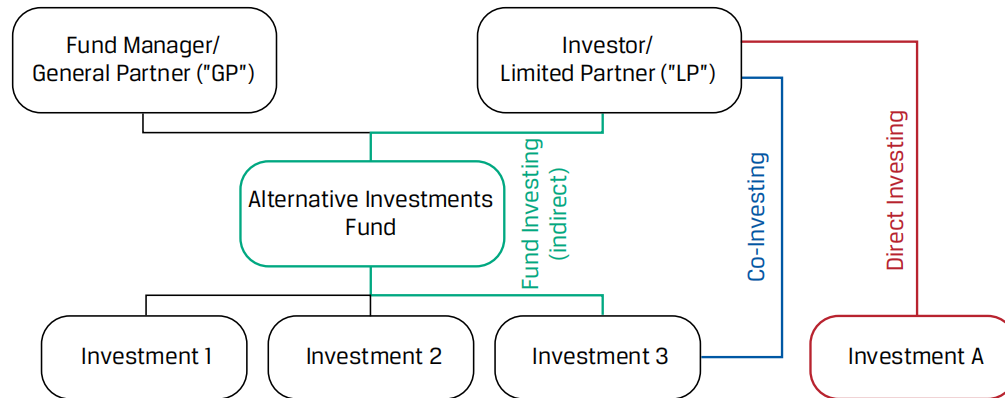 Fund Manager/
General Partner ("GP")
Investor/
Limited Partner ("LP")
Alternative Investments
Fund
Fund Investing
(indirect)
Co-Investing
Direct Investing
Investment 1
Investment 2
Investment 3
Investment A